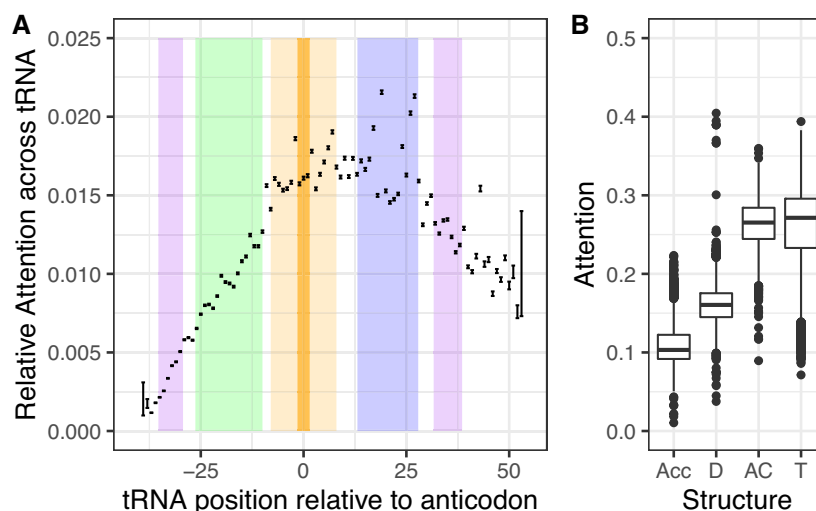 A
Relative Attention across tRNA
0.025
0.020
0.015
0.010
0.005
0.000
−25 0 25 50
tRNA position relative to anticodon
B
Attention
0.5
0.4
0.3
0.2
0.1
0.0
Acc D AC T
Structure